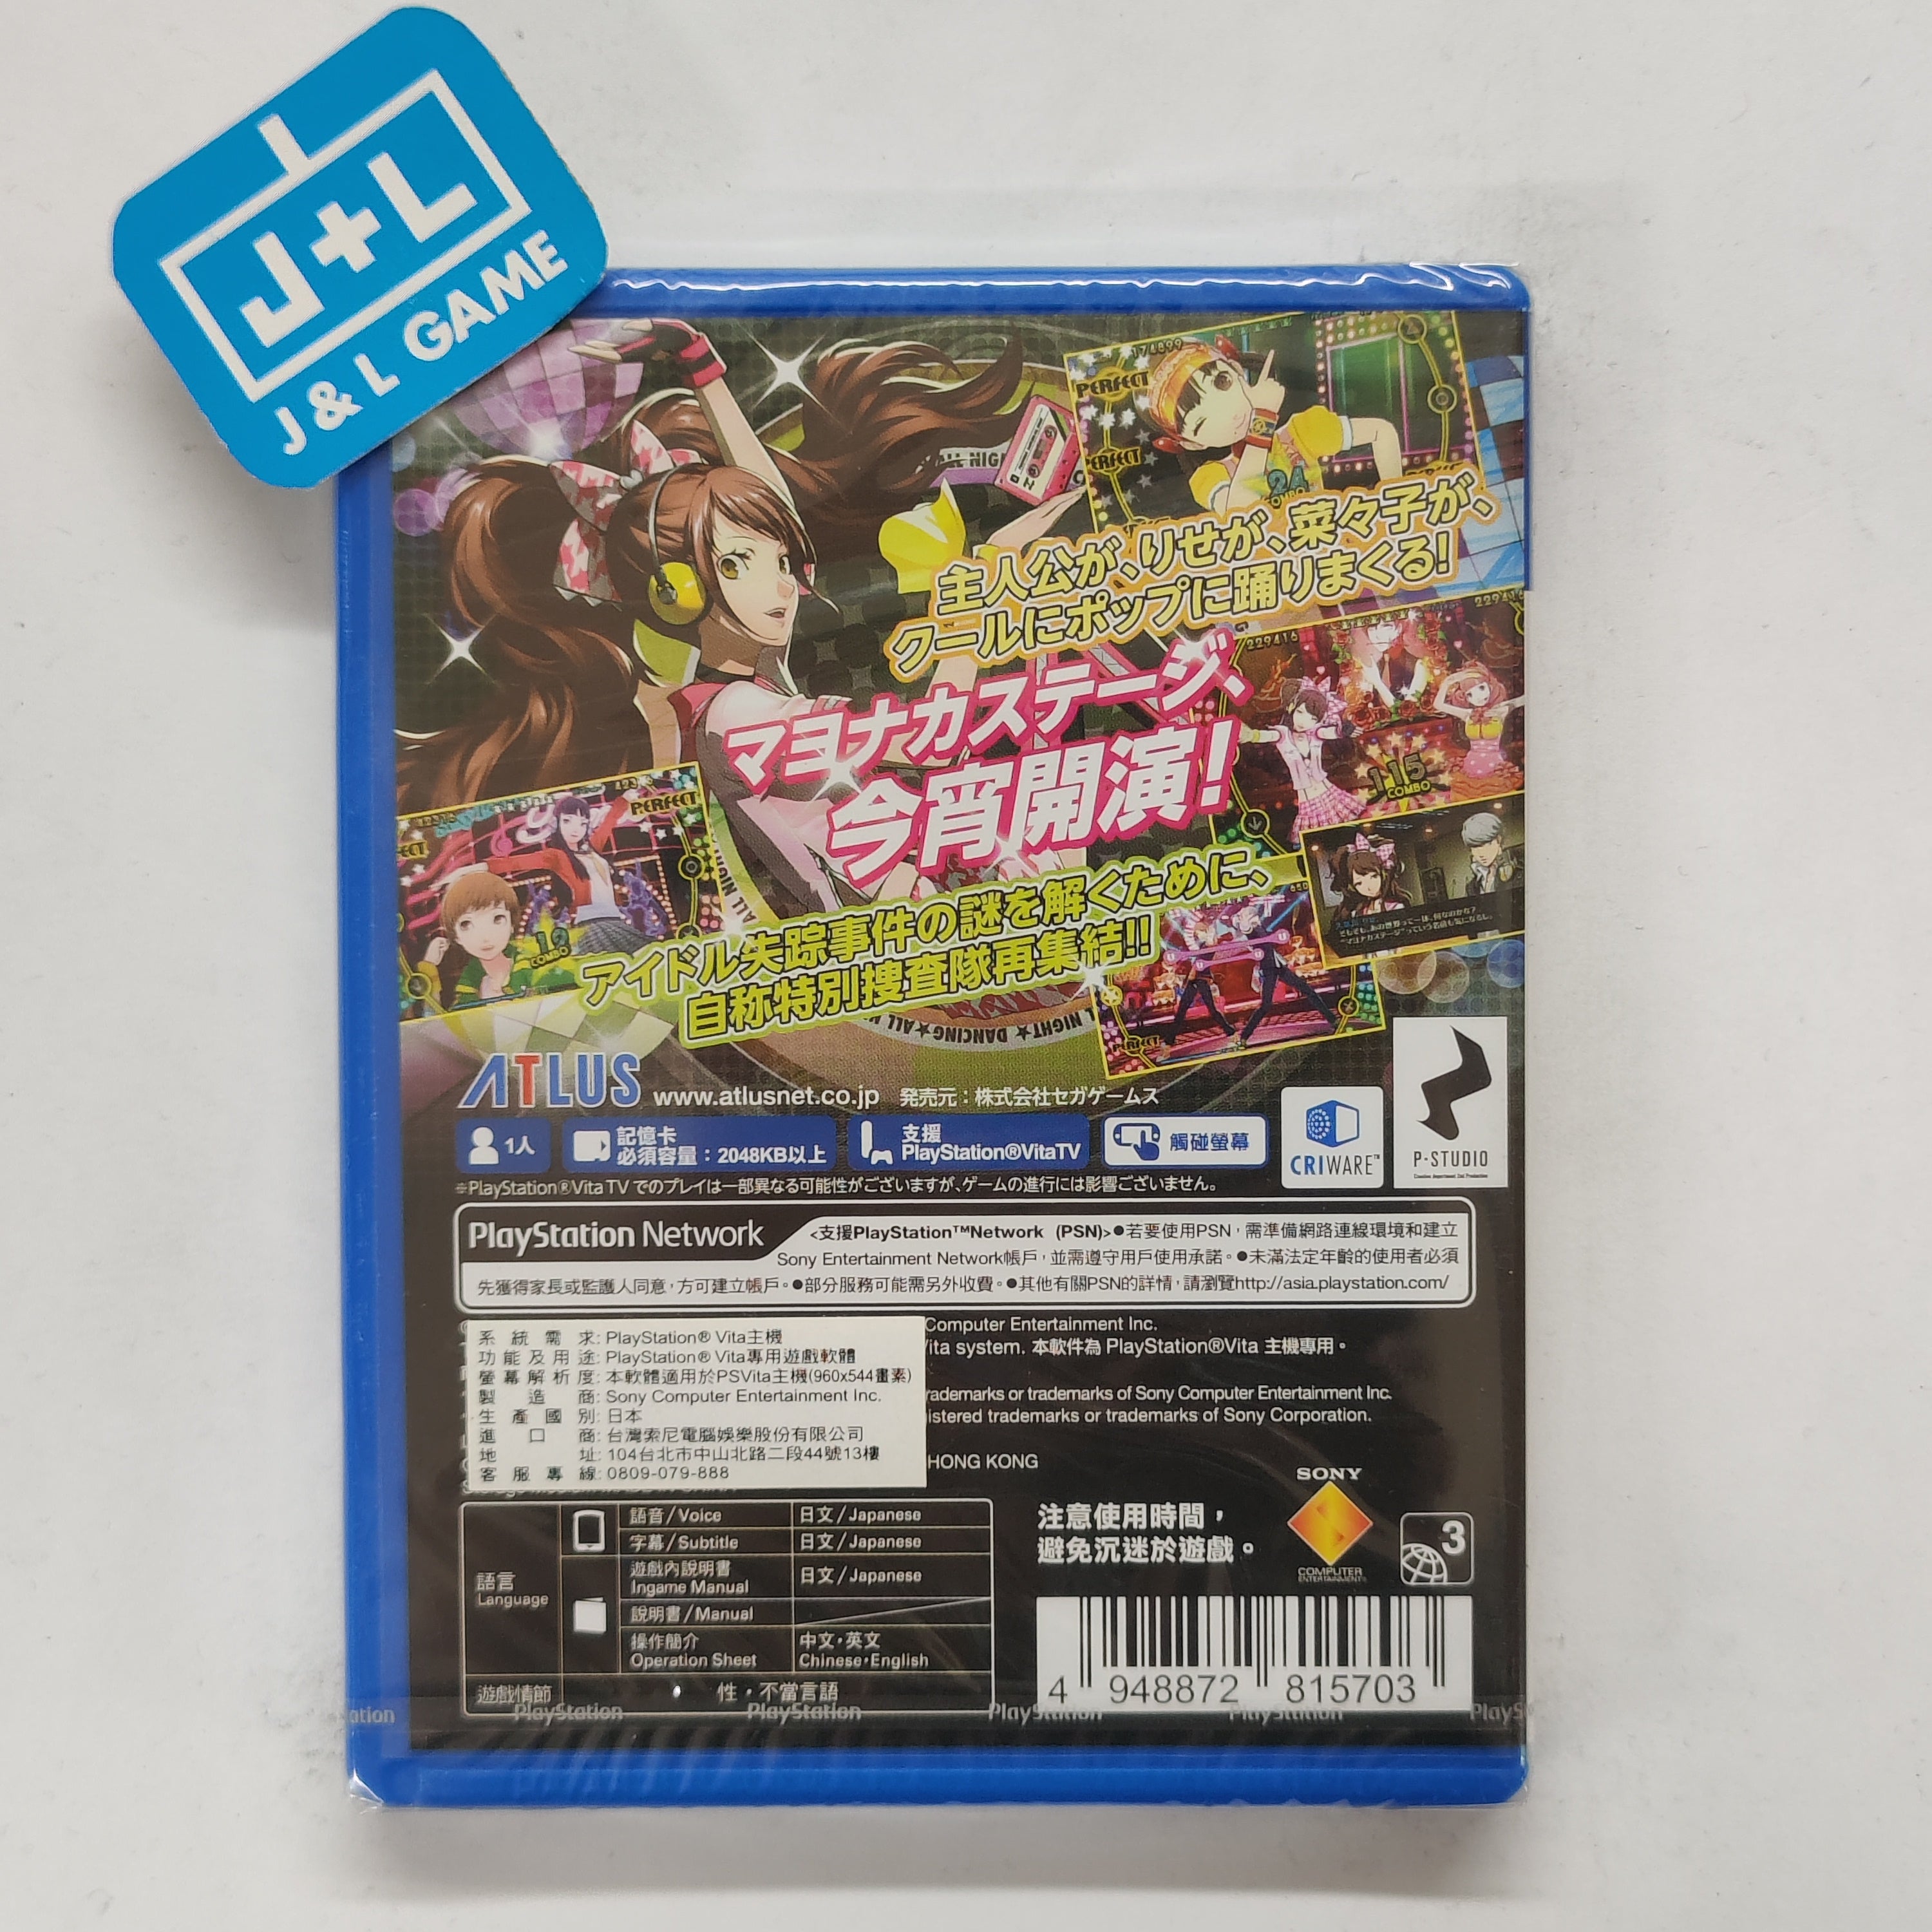 J+L
J & L GAME
174899
PERFECT
PERFECT
24
COMBO
主人公が、りせが、菜々子が、
クールにポップに踊りまくる!
マヨナカステージ、
今宵開演!
229416
229416
115
COMBO
PERFECT
19
COMBO
アイドル失踪事件の謎を解くために、
自称特別捜査隊再集結!!
PERFECT
ATLUS www.atlusnet.co.jp 発売元:株式会社セガゲームス
1人
記憶卡
必須容量:2048KB以上
支援
PlayStation®VitaTV
觸碰螢幕
CRIWARE™
P-STUDIO
※PlayStation®Vita TV でのプレイは一部異なる可能性がございますが、ゲームの進行には影響ございません。
PlayStation Network
<支援PlayStation™Network (PSN)>●若要使用PSN,需準備網路連線環境和建立
Sony Entertainment Network帳戶,並需遵守用戶使用承諾。●未滿法定年齡的使用者必須
先獲得家長或監護人同意,方可建立帳戶。●部分服務可能需另外收費。●其他有關PSN的詳情,請瀏覽http://asia.playstation.com/
Computer Entertainment Inc.
Vita system. 本軟件為 PlayStation®Vita 主機專用。
trademarks or trademarks of Sony Computer Entertainment Inc.
registered trademarks or trademarks of Sony Corporation.
HONG KONG
系統需求: PlayStation® Vita主機
功能及用途: PlayStation® Vita專用遊戲軟體
螢幕解析度: 本軟體適用於PSVita主機(960x544畫素)
製造商: Sony Computer Entertainment Inc.
生產國別: 日本
進口商: 台灣索尼電腦娛樂股份有限公司
地址: 104台北市中山北路二段44號13樓
客服專線: 0809-079-888
語言
Language
語音/Voice 日文/Japanese
字幕/Subtitle 日文/Japanese
遊戲內說明書
Ingame Manual 日文/Japanese
說明書/Manual
操作簡介
Operation Sheet
中文・英文
Chinese・English
遊戲情節 性・不當言語
注意使用時間,
避免沉迷於遊戲。
SONY
COMPUTER
ENTERTAINMENT
3
4 948872 815703
PlayStation PlayStation PlayStation PlayStation